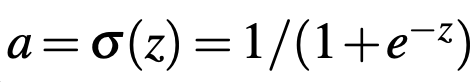 a = σ(z) = 1/(1+e^{-z})